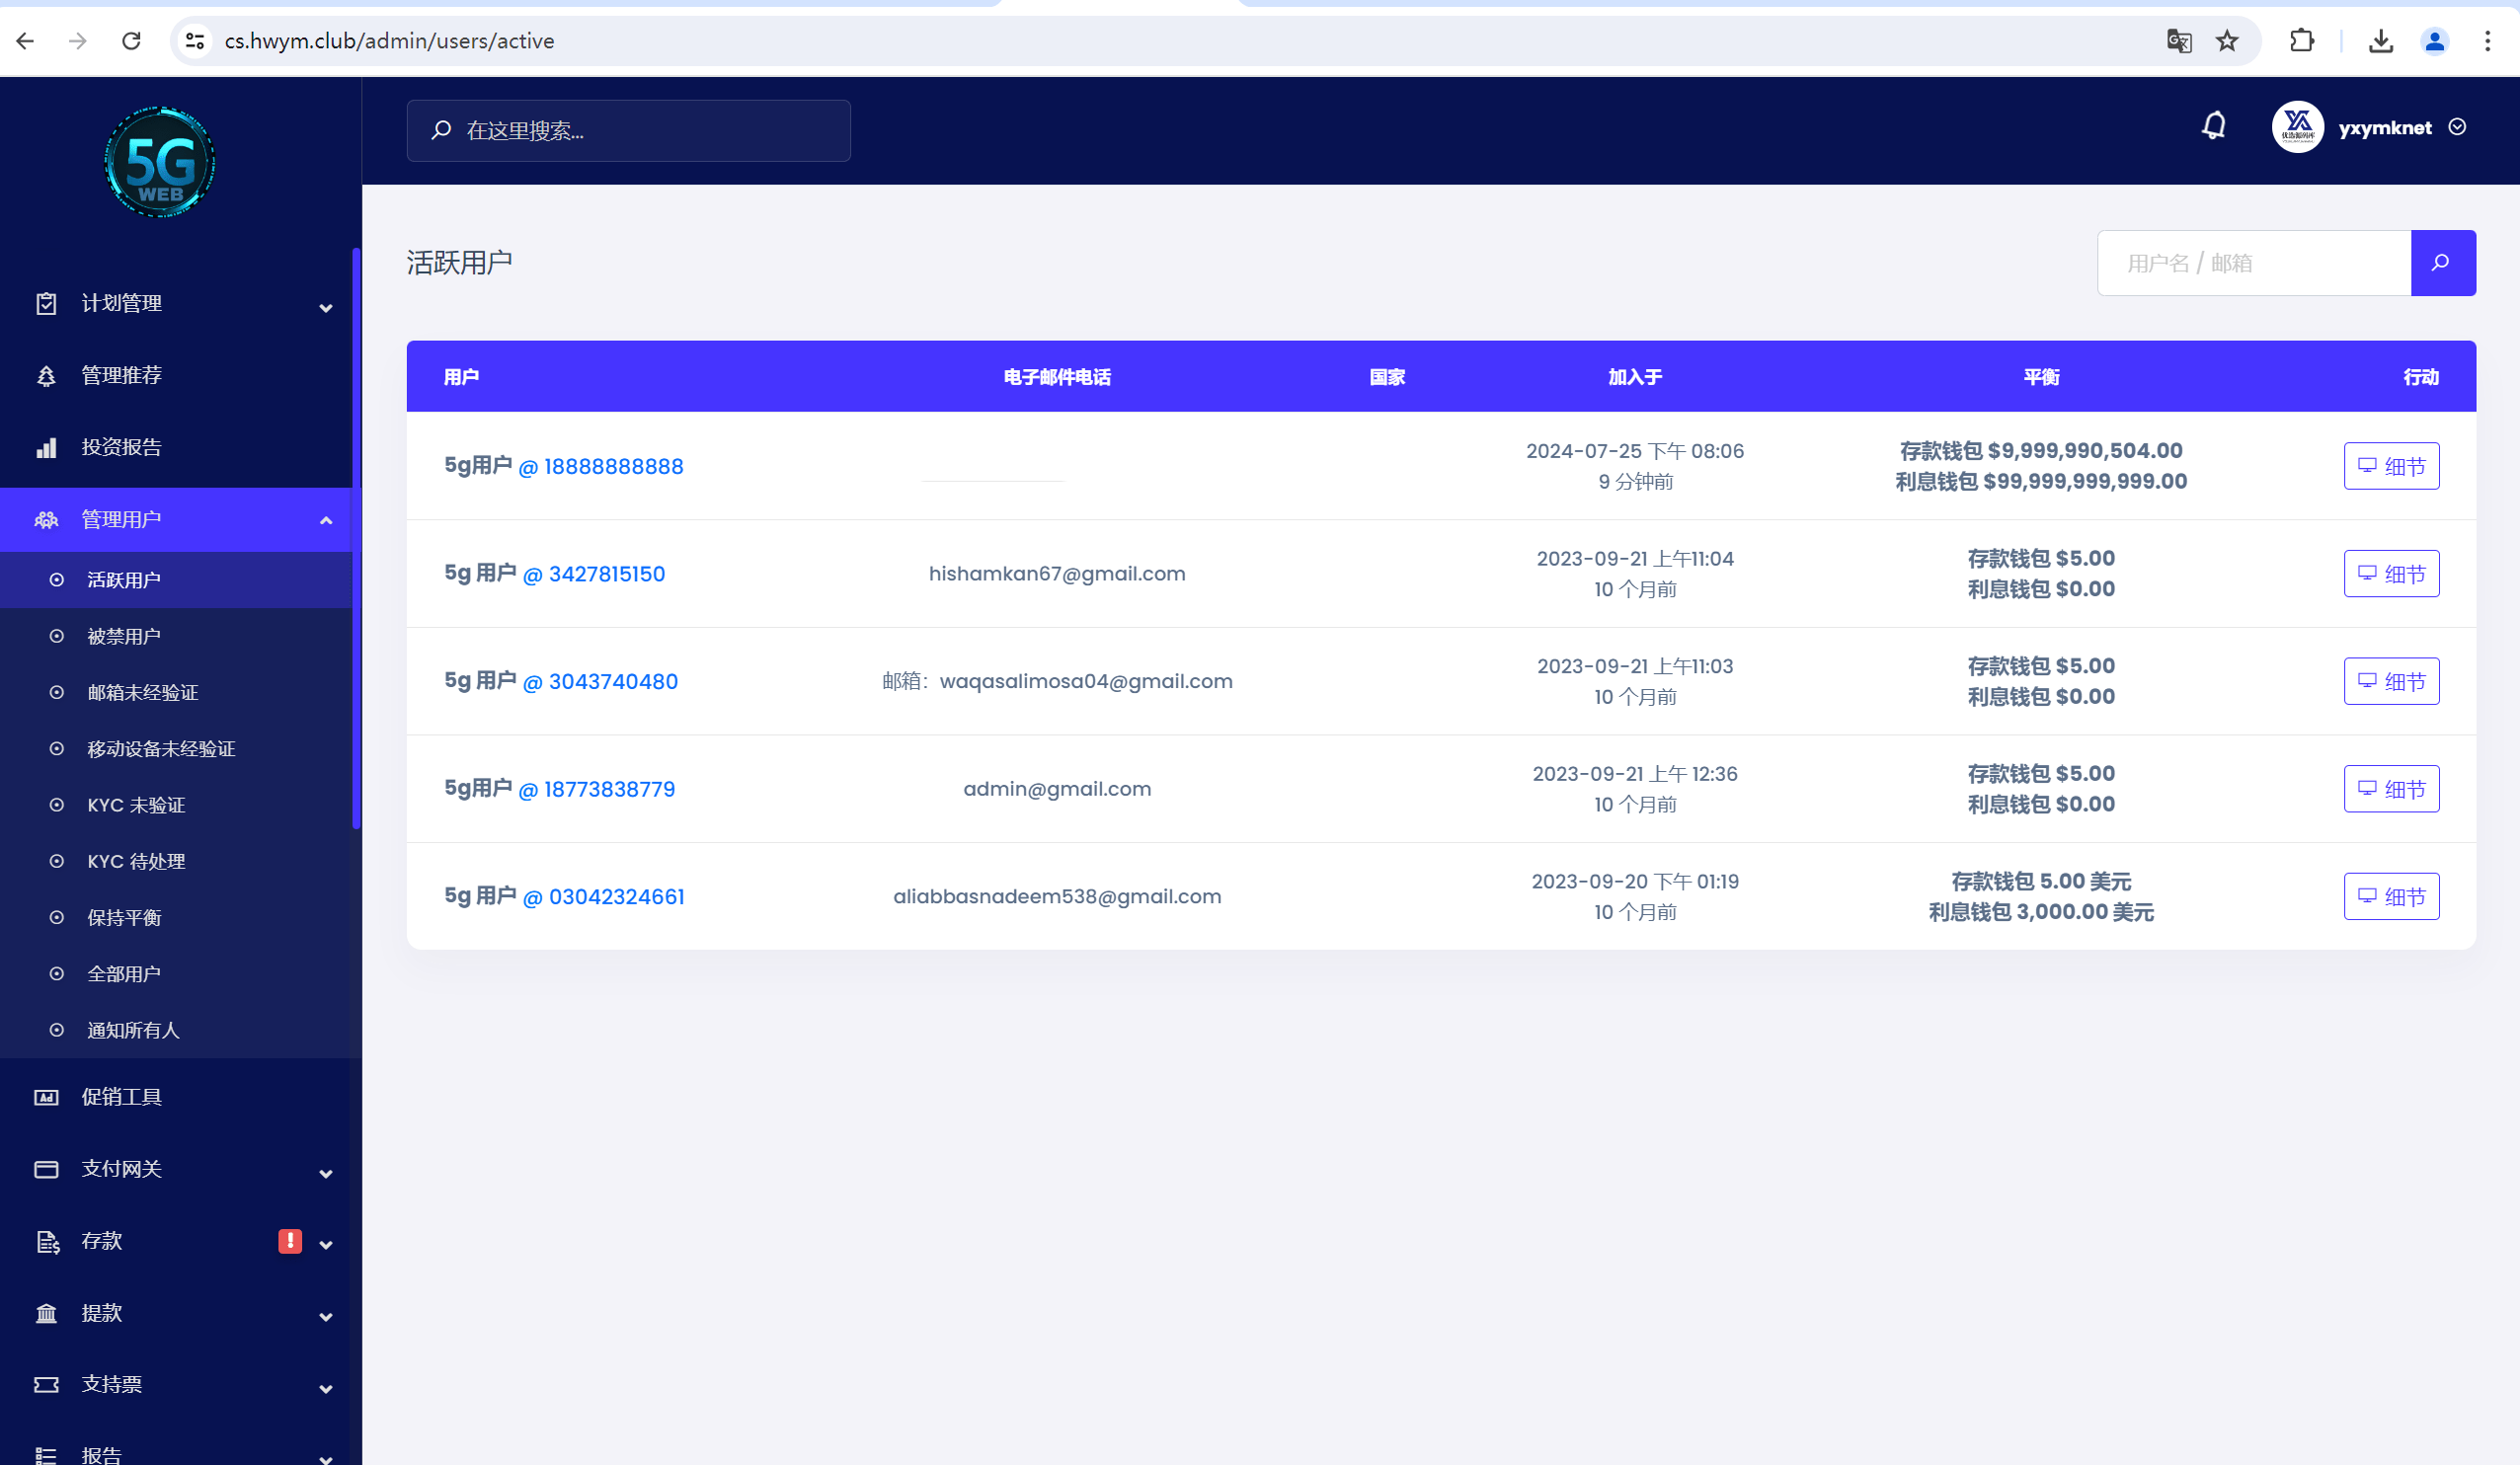 cs.hwym.club/admin/users/active
5G
WEB
在这里搜索...
yxymknet
计划管理
管理推荐
投资报告
管理用户
活跃用户
被禁用户
邮箱未经验证
移动设备未经验证
KYC 未验证
KYC 待处理
保持平衡
全部用户
通知所有人
促销工具
支付网关
存款
提款
支持票
报告
活跃用户
用户名 / 邮箱
用户 电子邮件电话 国家 加入于 平衡 行动
5g用户 @ 18888888888 2024-07-25 下午 08:06 存款钱包 $9,999,990,504.00 细节
9 分钟前 利息钱包 $99,999,999,999.00
5g 用户 @ 3427815150 hishamkan67@gmail.com 2023-09-21 上午11:04 存款钱包 $5.00 细节
10 个月前 利息钱包 $0.00
5g 用户 @ 3043740480 邮箱：waqasalimosa04@gmail.com 2023-09-21 上午11:03 存款钱包 $5.00 细节
10 个月前 利息钱包 $0.00
5g用户 @ 18773838779 admin@gmail.com 2023-09-21 上午 12:36 存款钱包 $5.00 细节
10 个月前 利息钱包 $0.00
5g 用户 @ 03042324661 aliabbasnadeem538@gmail.com 2023-09-20 下午 01:19 存款钱包 5.00 美元 细节
10 个月前 利息钱包 3,000.00 美元